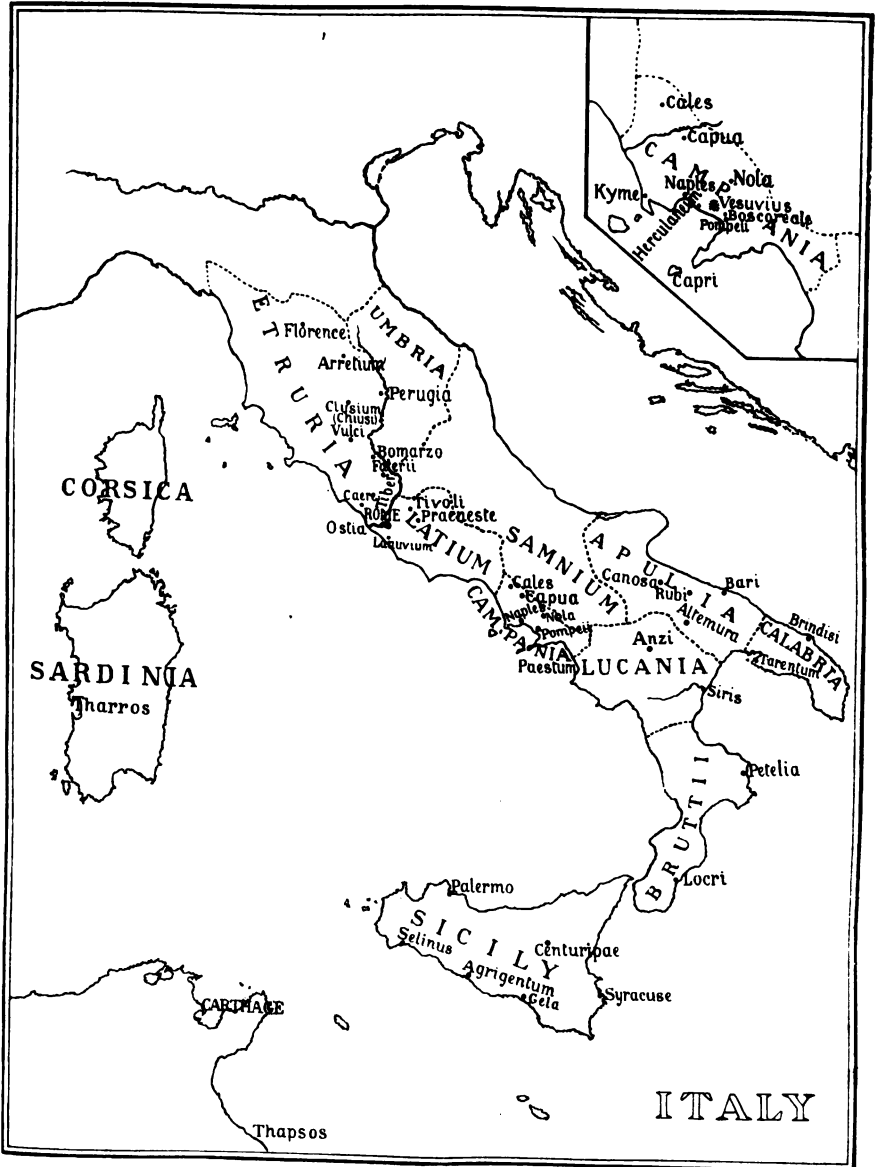 Cales
Capua
CAMPANIA
Nola
Naples
Kyme
Vesuvius
Boscoreale
Pompeii
Herculaneum
Capri
ETRURIA
UMBRIA
Florence
Arretium
Perugia
Clusium
(Chiusi)
Vulci
Bomarzo
Falerii
Tiber
CORSICA
Caere
Tivoli
ROME
Praeneste
Ostia
LATIUM
Lanuvium
SAMNIUM
APULIA
Canosa
Rubi
Bari
Altemura
Cales
Capua
Naples
Nola
Pompeii
CAMPANIA
Paestum
Anzi
LUCANIA
Brindisi
CALABRIA
Tarentum
Siris
SARDINIA
Tharros
Petelia
BRUTTII
Locri
Palermo
SICILY
Selinus
Centuripae
Agrigentum
Gela
Syracuse
CARTHAGE
Thapsos
ITALY